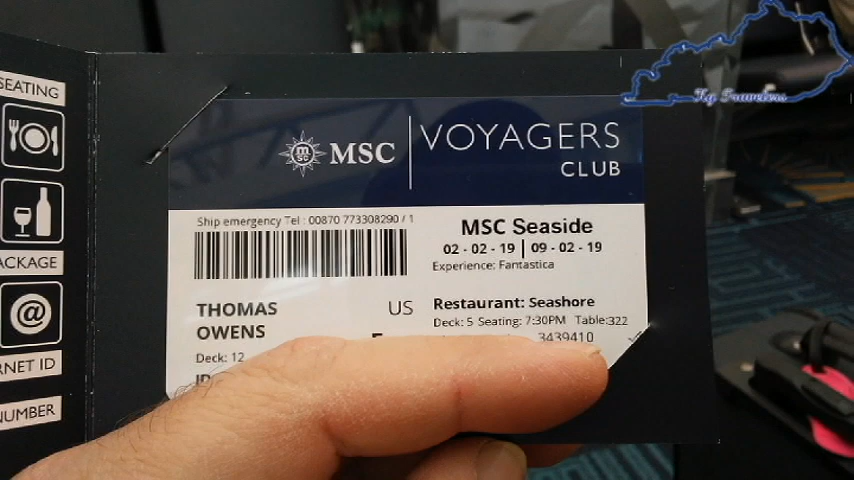 Ky Travelers
SEATING
ACKAGE
RNET ID
NUMBER
MSC
VOYAGERS
CLUB
Ship emergency Tel : 00870 773308290 / 1
MSC Seaside
02 - 02 - 19 | 09 - 02 - 19
Experience: Fantastica
THOMAS US
OWENS
Deck: 12
Restaurant: Seashore
Deck: 5 Seating: 7:30PM Table:322
3439410